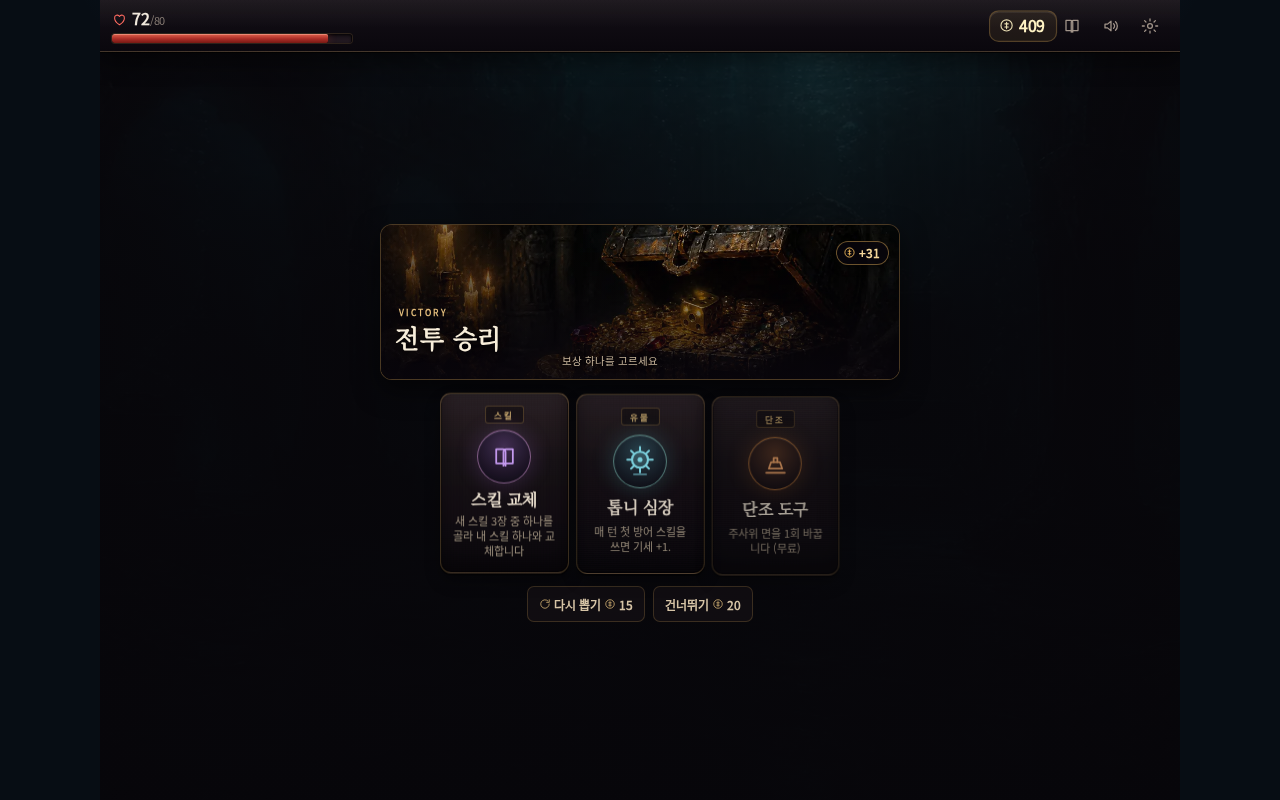 72/80
409
+31
VICTORY
전투 승리
보상 하나를 고르세요
스킬
스킬 교체
새 스킬 3장 중 하나를
골라 내 스킬 하나와 교
체합니다
유물
톱니 심장
매 턴 첫 방어 스킬을
쓰면 기세 +1.
단조
단조 도구
주사위 면을 1회 바꿉
니다 (무료)
다시 뽑기 15
건너뛰기 20